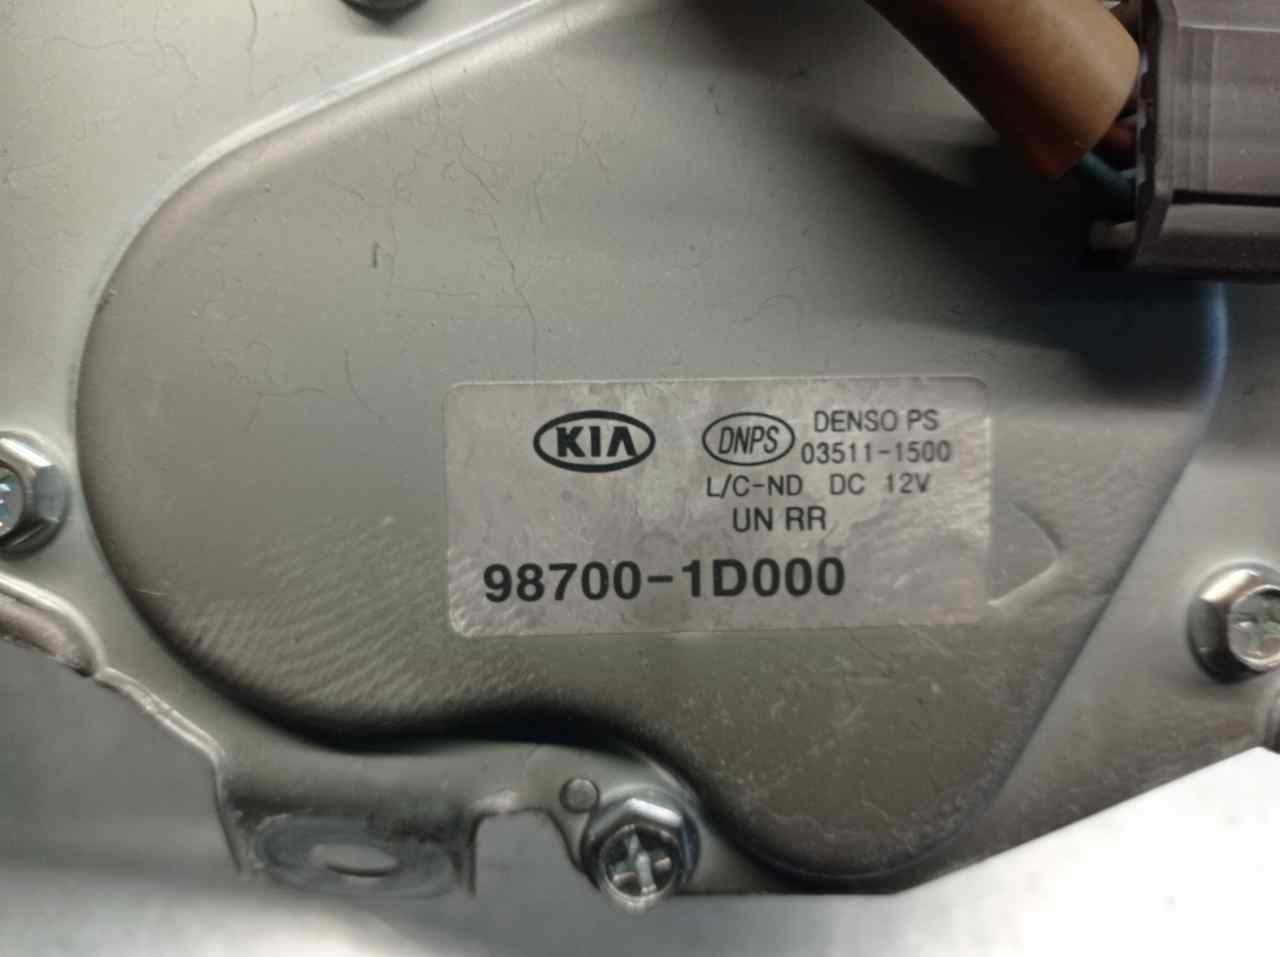 KIA DNPS DENSO PS
03511-1500
L/C-ND DC 12V
UN RR
98700-1D000